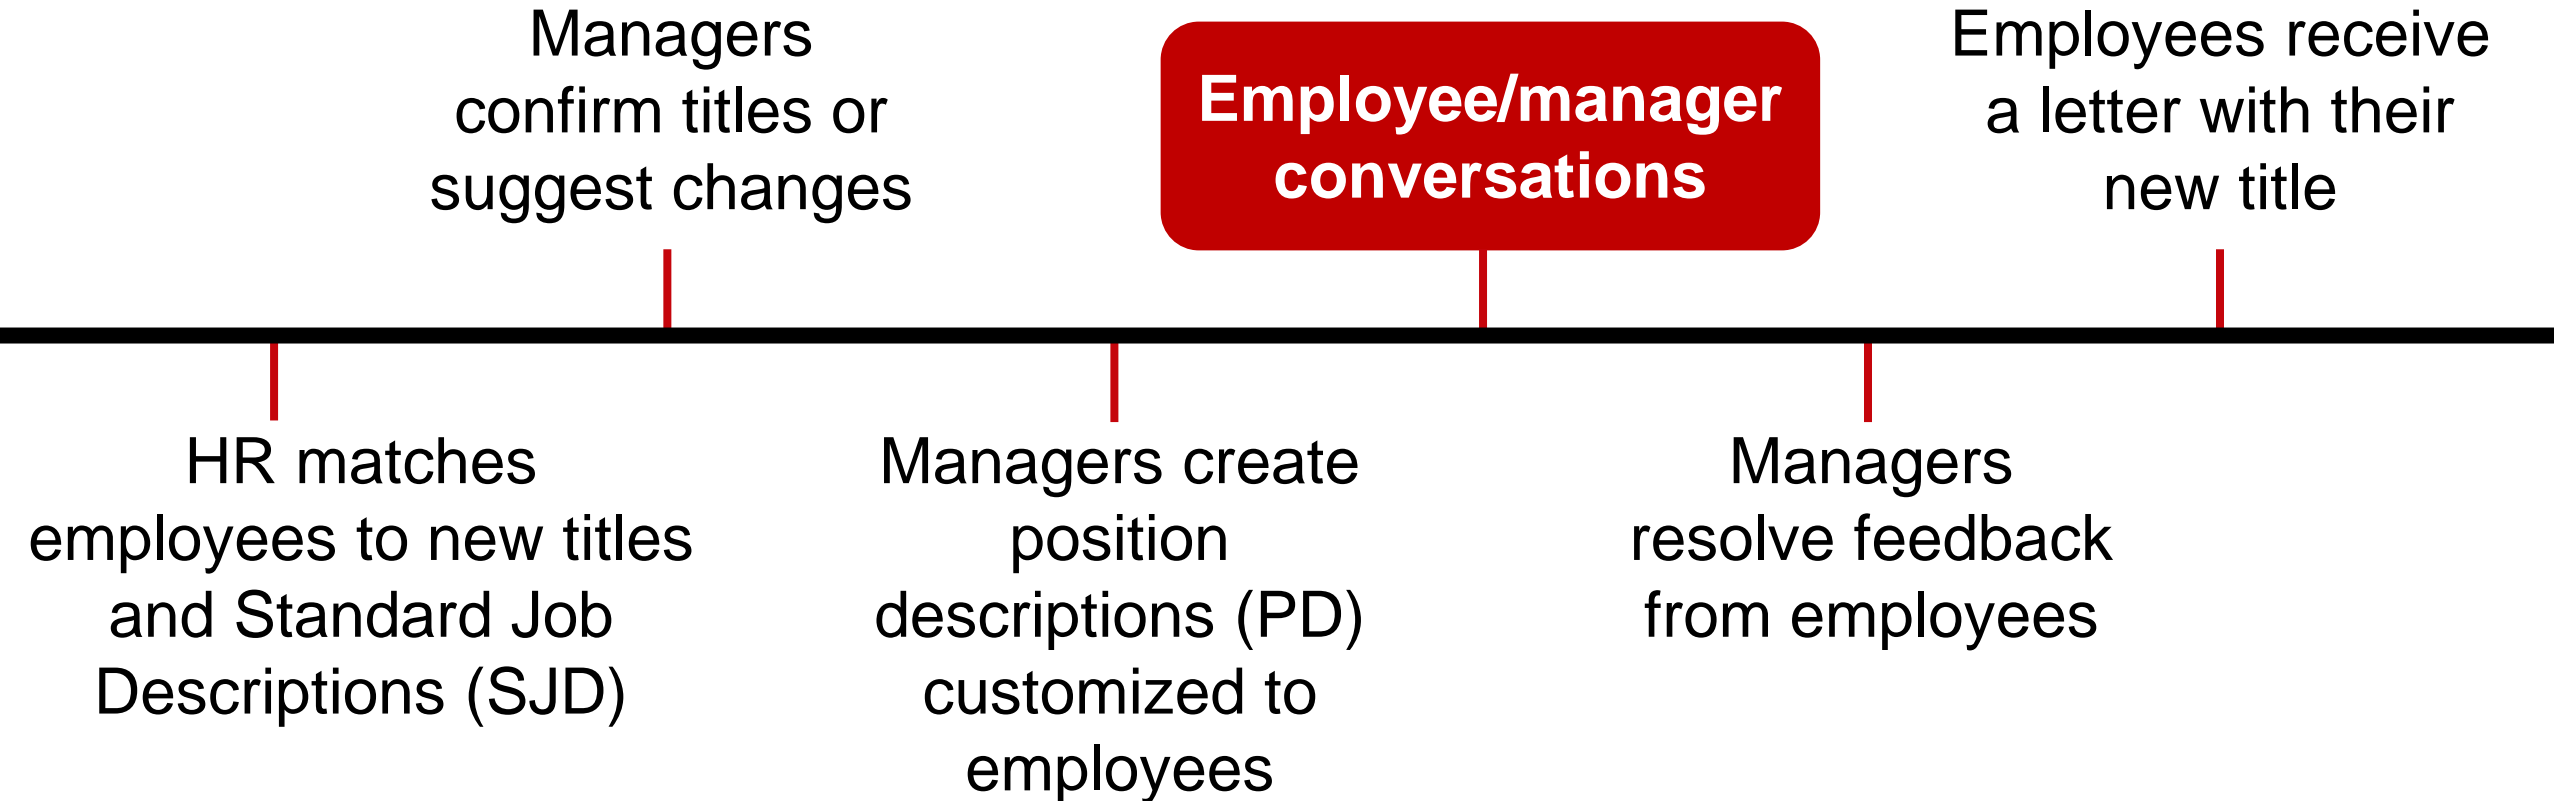 Managers
confirm titles or
suggest changes
Employee/manager
conversations
Employees receive
a letter with their
new title
HR matches
employees to new titles
and Standard Job
Descriptions (SJD)
Managers create
position
descriptions (PD)
customized to
employees
Managers
resolve feedback
from employees